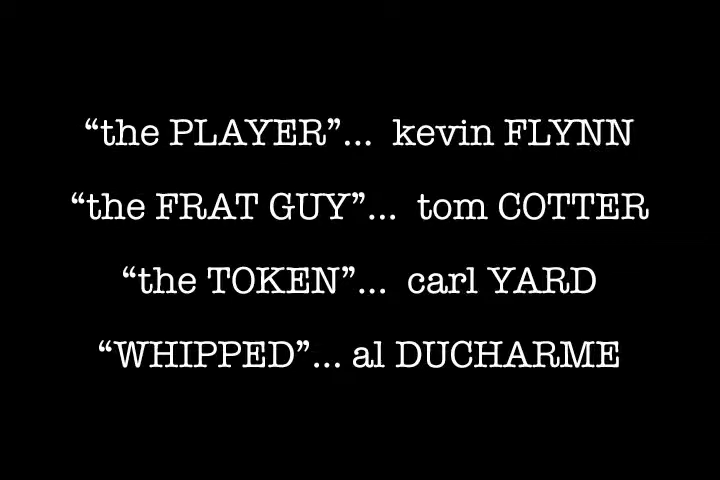 “the PLAYER”... kevin FLYNN
“the FRAT GUY”... tom COTTER
“the TOKEN”... carl YARD
“WHIPPED”... al DUCHARME